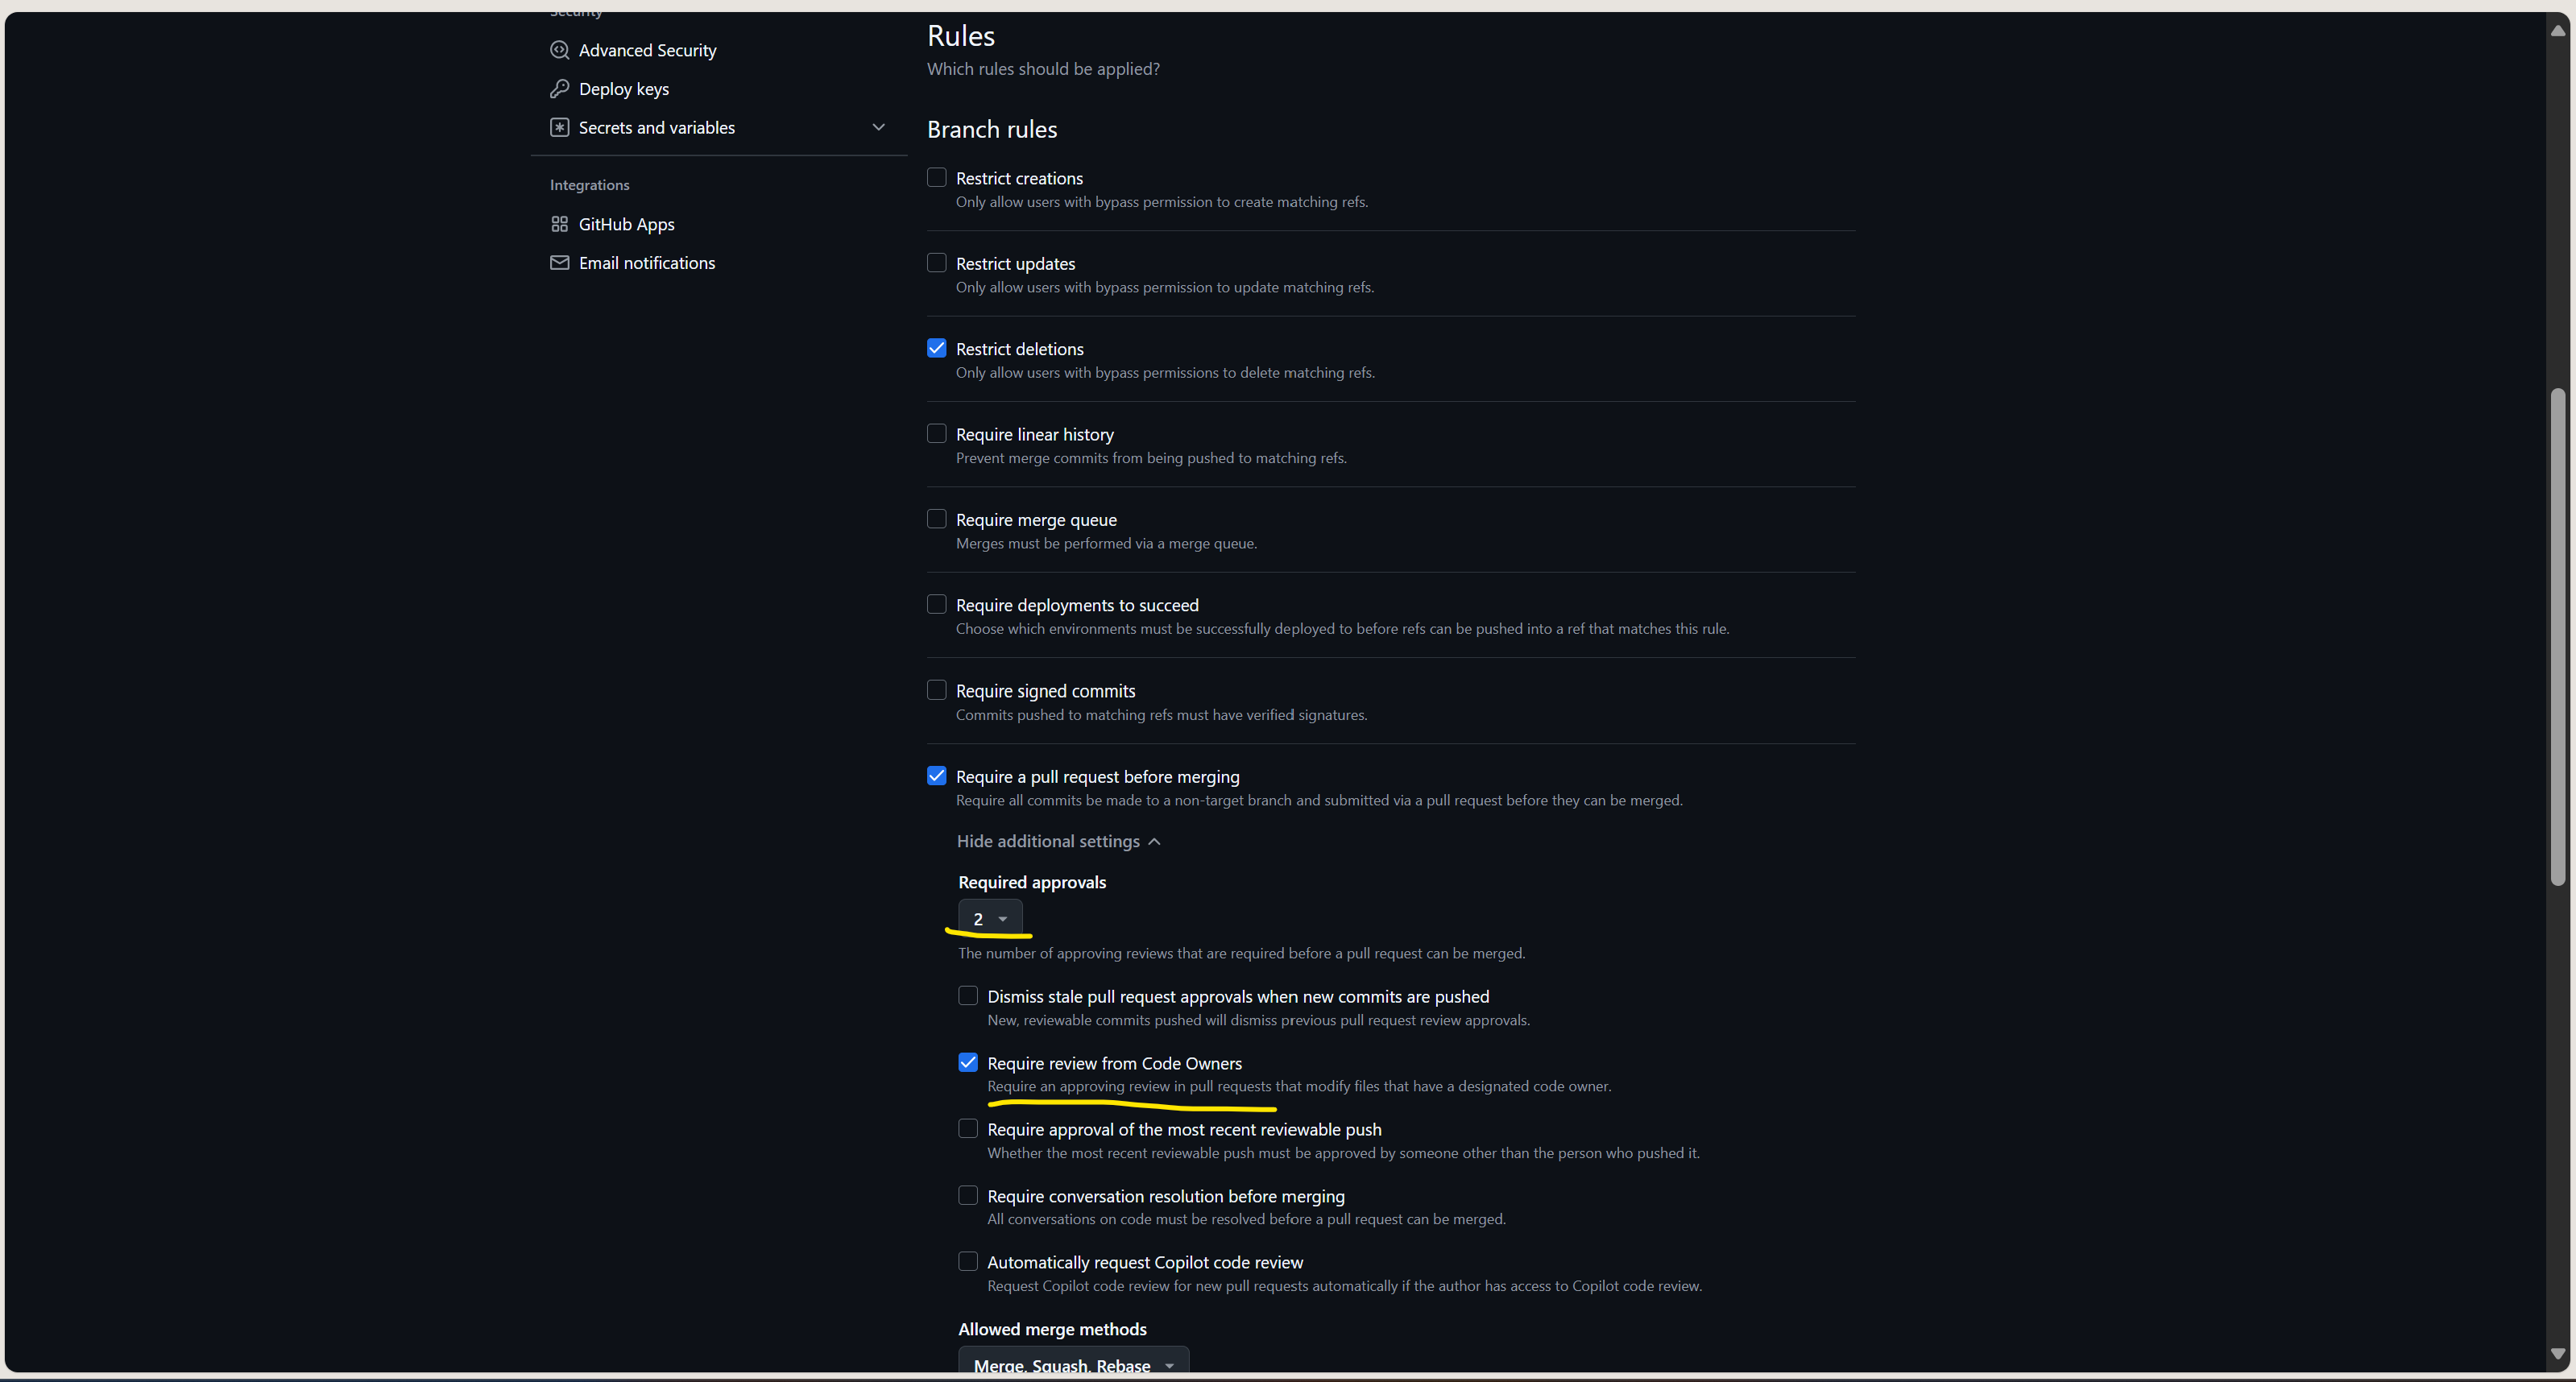 Security
Advanced Security
Deploy keys
Secrets and variables
Integrations
GitHub Apps
Email notifications
Rules
Which rules should be applied?
Branch rules
Restrict creations
Only allow users with bypass permission to create matching refs.
Restrict updates
Only allow users with bypass permission to update matching refs.
Restrict deletions
Only allow users with bypass permissions to delete matching refs.
Require linear history
Prevent merge commits from being pushed to matching refs.
Require merge queue
Merges must be performed via a merge queue.
Require deployments to succeed
Choose which environments must be successfully deployed to before refs can be pushed into a ref that matches this rule.
Require signed commits
Commits pushed to matching refs must have verified signatures.
Require a pull request before merging
Require all commits be made to a non-target branch and submitted via a pull request before they can be merged.
Hide additional settings
Required approvals
2
The number of approving reviews that are required before a pull request can be merged.
Dismiss stale pull request approvals when new commits are pushed
New, reviewable commits pushed will dismiss previous pull request review approvals.
Require review from Code Owners
Require an approving review in pull requests that modify files that have a designated code owner.
Require approval of the most recent reviewable push
Whether the most recent reviewable push must be approved by someone other than the person who pushed it.
Require conversation resolution before merging
All conversations on code must be resolved before a pull request can be merged.
Automatically request Copilot code review
Request Copilot code review for new pull requests automatically if the author has access to Copilot code review.
Allowed merge methods
Merge, Squash, Rebase